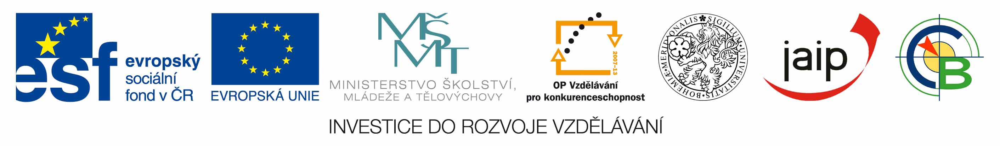 esf
evropský
sociální
fond v ČR
EVROPSKÁ UNIE
MŠMT
MINISTERSTVO ŠKOLSTVÍ,
MLÁDEŽE A TĚLOVÝCHOVY
2007-13
OP Vzdělávání
pro konkurenceschopnost
SIGILLUM·UNIVERSITATIS·BOHEMIAE·MERIDIONALIS
jaip
CB
INVESTICE DO ROZVOJE VZDĚLÁVÁNÍ